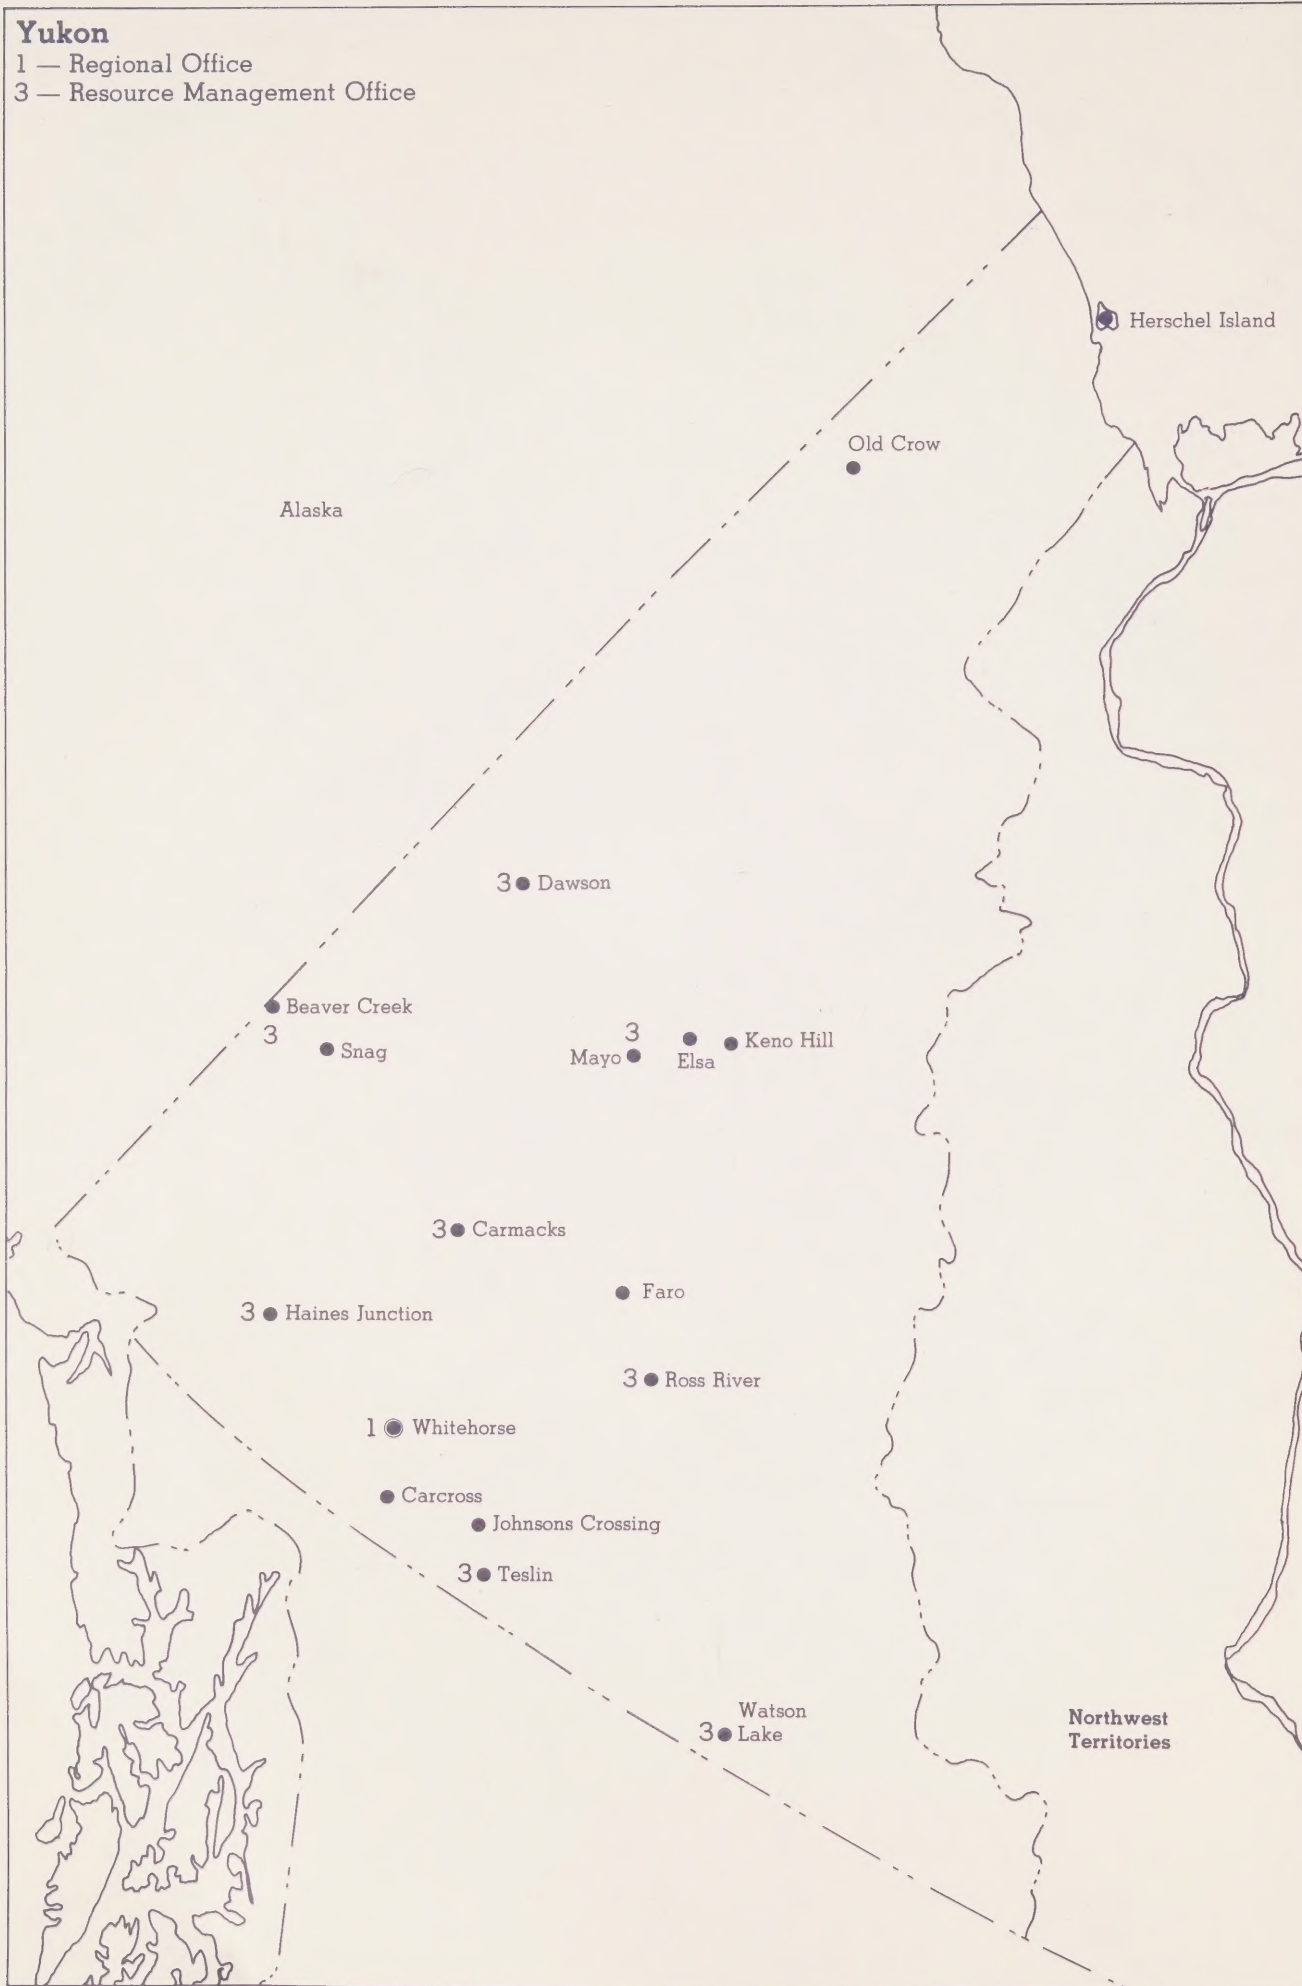 Yukon
1 — Regional Office
3 — Resource Management Office
Herschel Island
Old Crow
Alaska
3 Dawson
Beaver Creek
3
Snag
3
Mayo
Elsa
Keno Hill
3 Carmacks
Faro
3 Haines Junction
3 Ross River
1 Whitehorse
Carcross
Johnsons Crossing
3 Teslin
Watson
3 Lake
Northwest
Territories